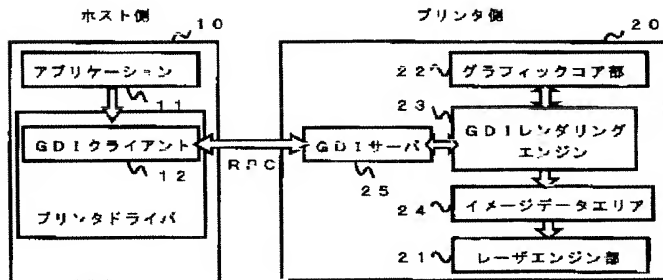 ホスト側
10
アプリケーション
11
GDIクライアント
12
プリンタドライバ
RPC
プリンタ側
20
22
グラフィックコア部
23
GDIレンダリング
エンジン
GDIサーバ
25
24
イメージデータエリア
21
レーザエンジン部